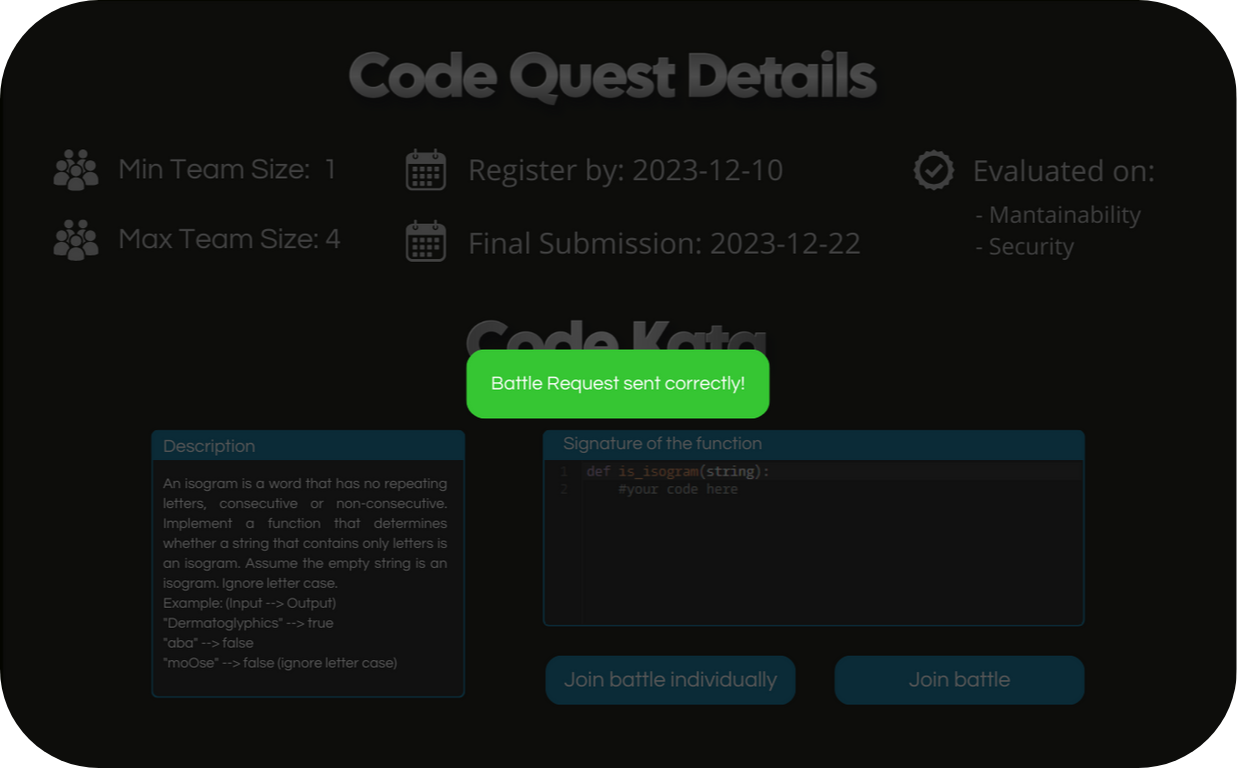 Code Quest Details
Min Team Size: 1
Max Team Size: 4
Register by: 2023-12-10
Final Submission: 2023-12-22
Evaluated on:
- Mantainability
- Security
Code Kata
Battle Request sent correctly!
Description
An isogram is a word that has no repeating
letters, consecutive or non-consecutive.
Implement a function that determines
whether a string that contains only letters is
an isogram. Assume the empty string is an
isogram. Ignore letter case.
Example: (Input --> Output)
"Dermatoglyphics" --> true
"aba" --> false
"moOse" --> false (ignore letter case)
Signature of the function
1 def is_isogram(string):
2 #your code here
Join battle individually
Join battle